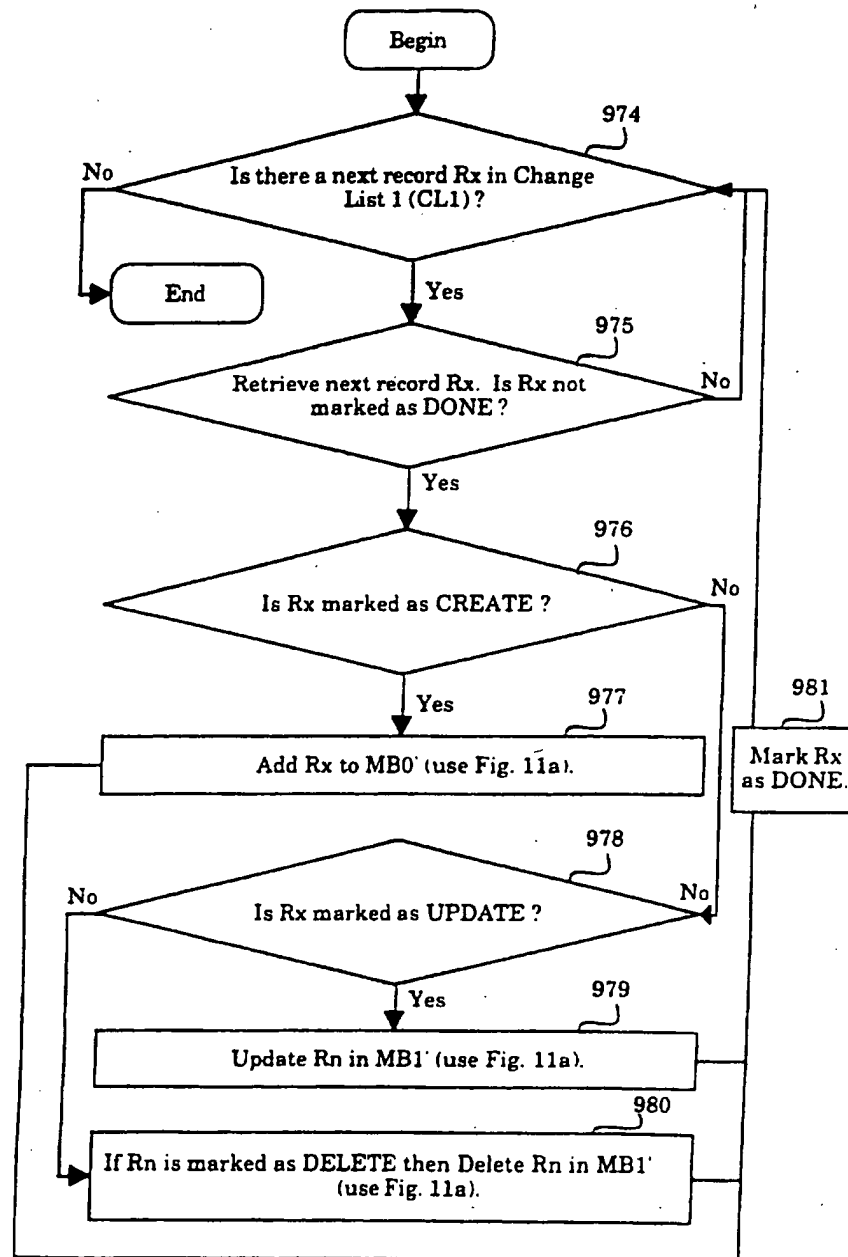 Begin
974
No
Is there a next record Rx in Change
List 1 (CL1) ?
End
Yes
975
Retrieve next record Rx. Is Rx not
marked as DONE ?
No
Yes
976
Is Rx marked as CREATE ?
No
Yes
977
981
Add Rx to MB0' (use Fig. 11a).
Mark Rx
as DONE.
978
No
No
Is Rx marked as UPDATE ?
Yes
979
Update Rn in MB1' (use Fig. 11a).
980
If Rn is marked as DELETE then Delete Rn in MB1'
(use Fig. 11a).